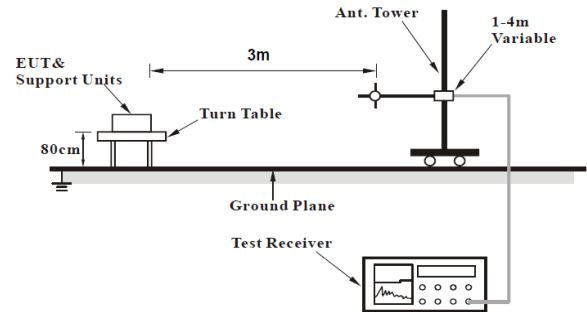 Ant. Tower
1-4m
Variable
EUT&
Support Units
3m
Turn Table
80cm
Ground Plane
Test Receiver